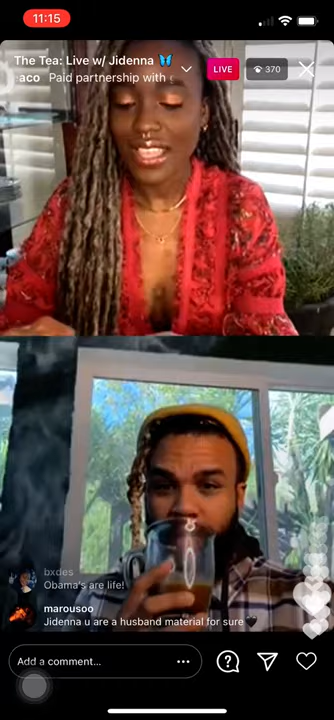 11:15
The Tea: Live w/ Jidenna 🦋
LIVE
370
aco Paid partnership with
bxdes
Obama's are life!
marousoo
Jidenna u are a husband material for sure🖤
Add a comment...